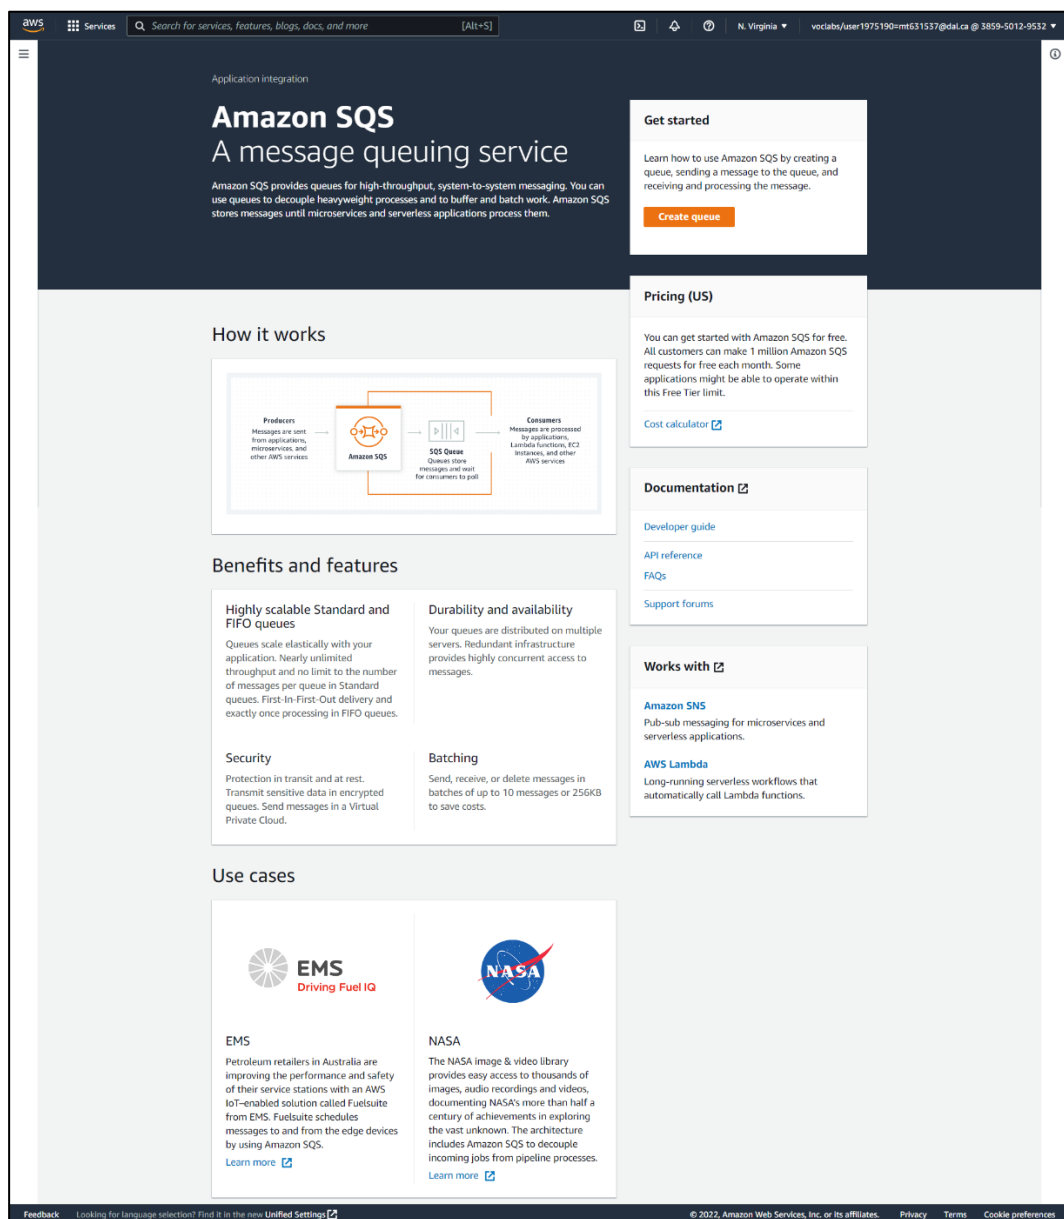 aws
Services
Search for services, features, blogs, docs, and more
[Alt+S]
N. Virginia ▼
voclabs/user1975190=mt631537@dal.ca @ 3859-5012-9532 ▼
Application integration
Amazon SQS
A message queuing service
Amazon SQS provides queues for high-throughput, system-to-system messaging. You can
use queues to decouple heavyweight processes and to buffer and batch work. Amazon SQS
stores messages until microservices and serverless applications process them.
Get started
Learn how to use Amazon SQS by creating a
queue, sending a message to the queue, and
receiving and processing the message.
Create queue
Pricing (US)
You can get started with Amazon SQS for free.
All customers can make 1 million Amazon SQS
requests for free each month. Some
applications might be able to operate within
this Free Tier limit.
Cost calculator
How it works
Producers
Messages are sent
from applications,
microservices, and
other AWS services
Amazon SQS
SQS Queue
Queues store
messages and wait
for consumers to poll
Consumers
Messages are processed
by applications,
Lambda functions, EC2
Instances, and other
AWS services
Documentation
Developer guide
API reference
FAQs
Support forums
Benefits and features
Highly scalable Standard and
FIFO queues
Queues scale elastically with your
application. Nearly unlimited
throughput and no limit to the number
of messages per queue in Standard
queues. First-In-First-Out delivery and
exactly once processing in FIFO queues.
Durability and availability
Your queues are distributed on multiple
servers. Redundant infrastructure
provides highly concurrent access to
messages.
Security
Protection in transit and at rest.
Transmit sensitive data in encrypted
queues. Send messages in a Virtual
Private Cloud.
Batching
Send, receive, or delete messages in
batches of up to 10 messages or 256KB
to save costs.
Works with
Amazon SNS
Pub-sub messaging for microservices and
serverless applications.
AWS Lambda
Long-running serverless workflows that
automatically call Lambda functions.
Use cases
EMS
Driving Fuel IQ
EMS
Petroleum retailers in Australia are
improving the performance and safety
of their service stations with an AWS
IoT–enabled solution called Fuelsuite
from EMS. Fuelsuite schedules
messages to and from the edge devices
by using Amazon SQS.
Learn more
NASA
NASA
The NASA image & video library
provides easy access to thousands of
images, audio recordings and videos,
documenting NASA's more than half a
century of achievements in exploring
the vast unknown. The architecture
includes Amazon SQS to decouple
incoming jobs from pipeline processes.
Learn more
Feedback
Looking for language selection? Find it in the new Unified Settings
© 2022, Amazon Web Services, Inc. or its affiliates.
Privacy
Terms
Cookie preferences